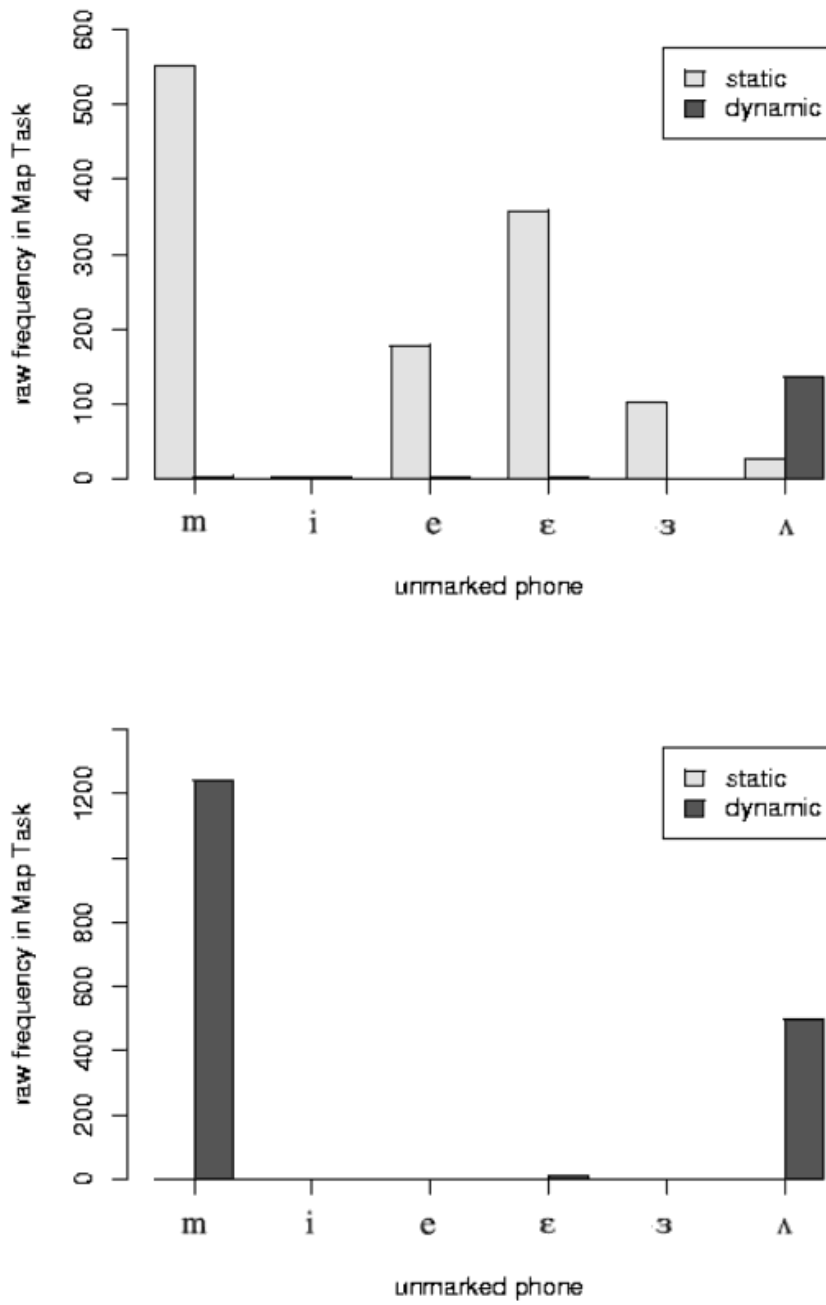 raw frequency in Map Task
600
500
400
300
200
100
0
static
dynamic
m i e ɛ ɜ ʌ
unmarked phone
raw frequency in Map Task
1200
800
600
400
200
0
static
dynamic
m i e ɛ ɜ ʌ
unmarked phone